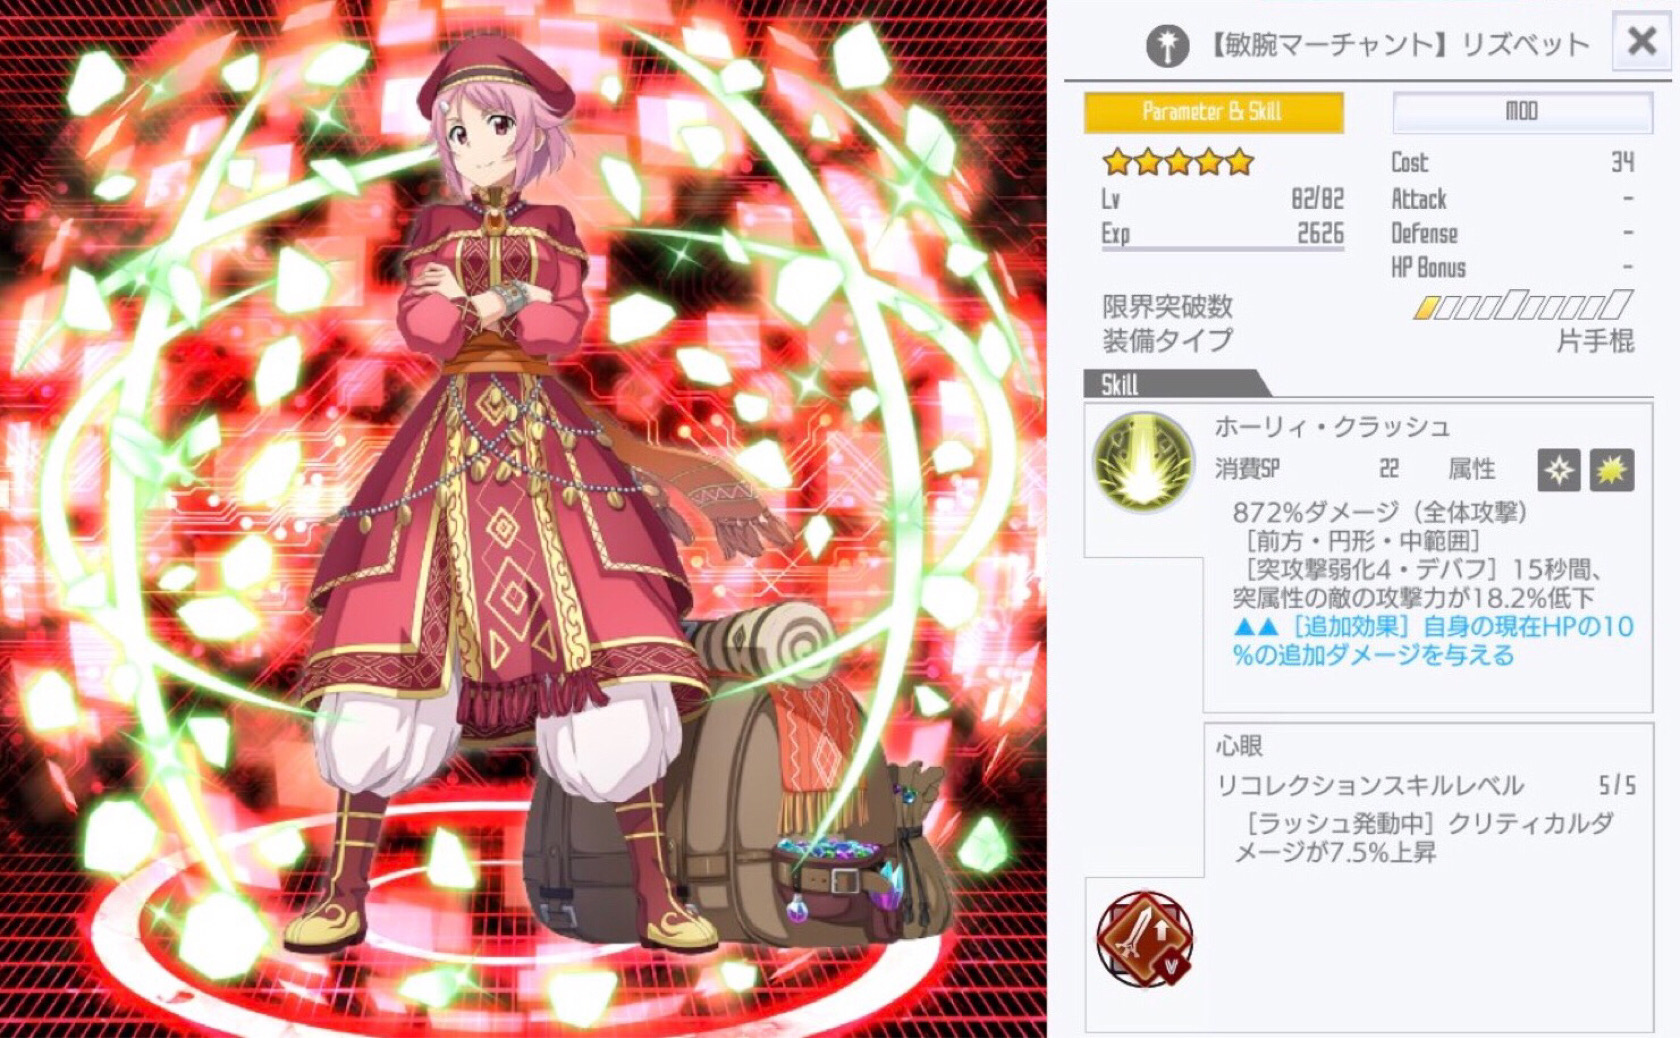 【敏腕マーチャント】リズベット
Parameter & Skill
MOD
Lv 82/82
Exp 2626
Cost 34
Attack -
Defense -
HP Bonus -
限界突破数
装備タイプ 片手棍
Skill
ホーリィ・クラッシュ
消費SP 22 属性
872%ダメージ（全体攻撃）
［前方・円形・中範囲］
［突攻撃弱化4・デバフ］15秒間、
突属性の敵の攻撃力が18.2%低下
▲▲［追加効果］自身の現在HPの10
%の追加ダメージを与える
心眼
リコレクションスキルレベル 5/5
［ラッシュ発動中］クリティカルダ
メージが7.5%上昇
V